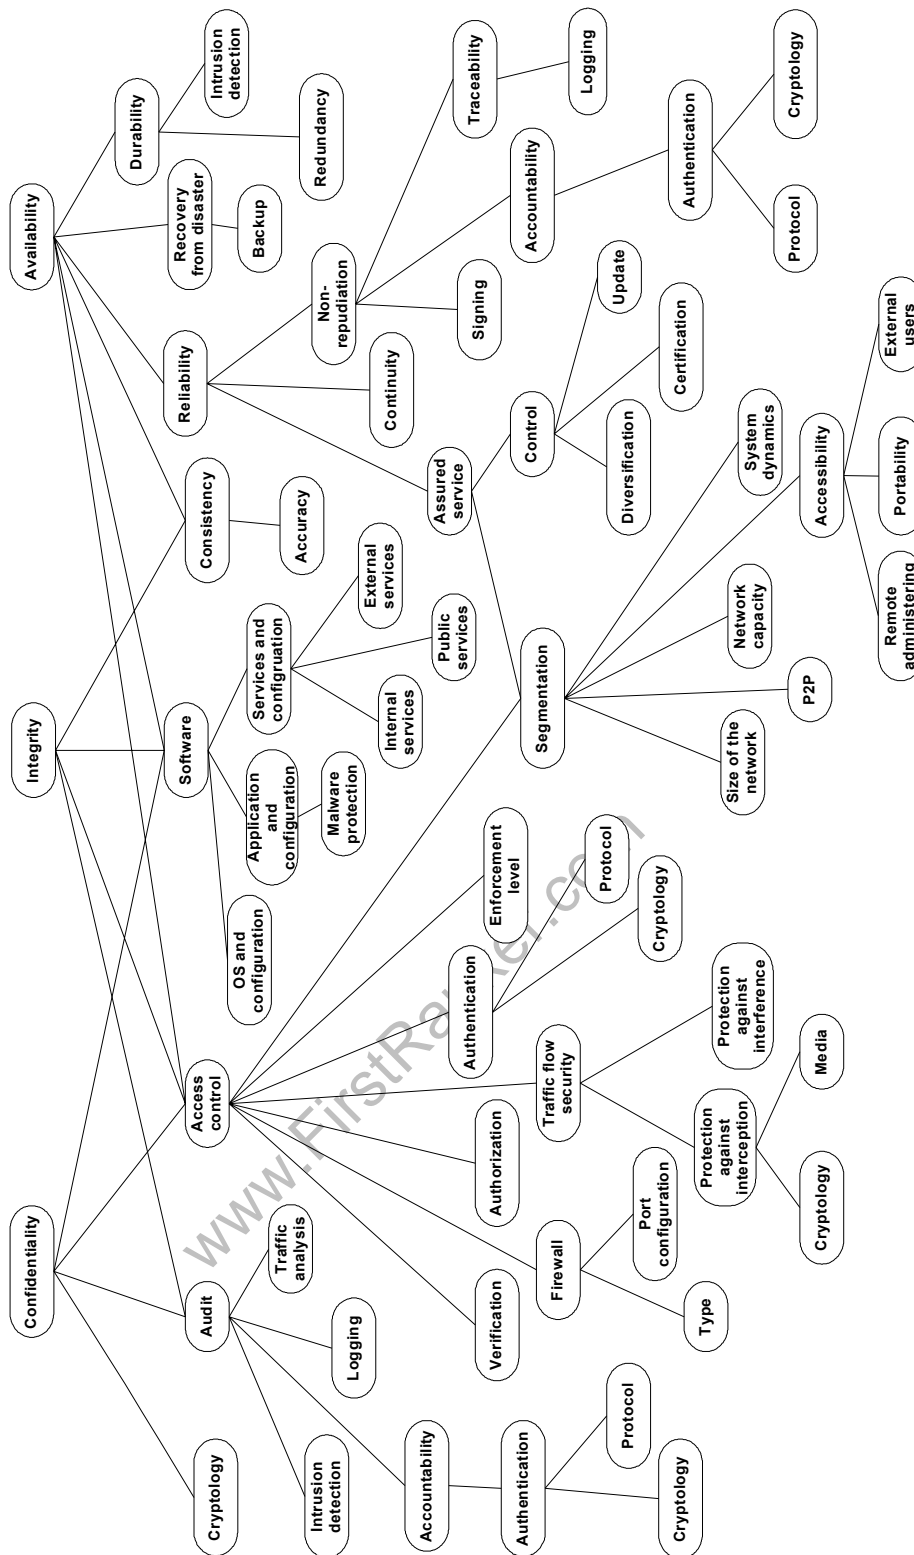 Confidentiality
Integrity
Availability
Cryptology
Audit
Access
control
Software
Consistency
Reliability
Recovery
from disaster
Durability
Intrusion
detection
Accountability
Logging
Traffic
analysis
OS and
configuration
Application
and
configuration
Services and
configruation
Accuracy
Backup
Redundancy
Intrusion
detection
Malware
protection
Internal
services
Public
services
External
services
Assured
service
Continuity
Non-
repudiation
Authentication
Protocol
Cryptology
Verification
Firewall
Authorization
Traffic flow
security
Authentication
Enforcement
level
Segmentation
Control
Signing
Accountability
Traceability
Logging
Type
Port
configuration
Protection
against
interception
Protection
against
interference
Cryptology
Media
Protocol
Cryptology
Size of the
network
P2P
Network
capacity
Accessibility
System
dynamics
Diversification
Certification
Update
Authentication
Protocol
Cryptology
Remote
administering
Portability
External
users
www.FirstRanker.com